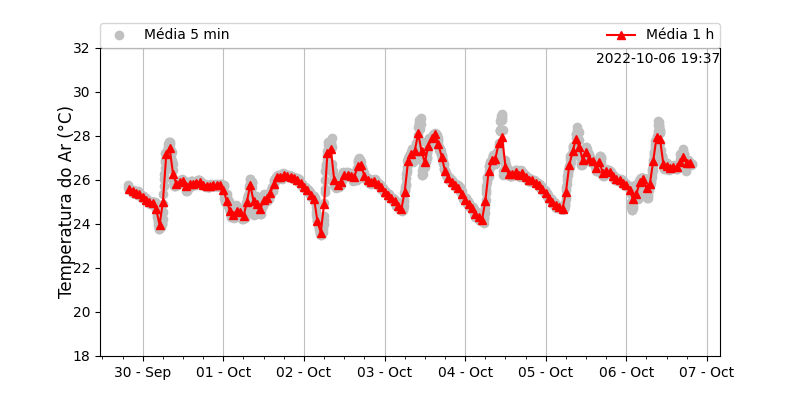 Média 5 min
Média 1 h
2022-10-06 19:37
Temperatura do Ar (°C)
32
30
28
26
24
22
20
18
30 - Sep
01 - Oct
02 - Oct
03 - Oct
04 - Oct
05 - Oct
06 - Oct
07 - Oct